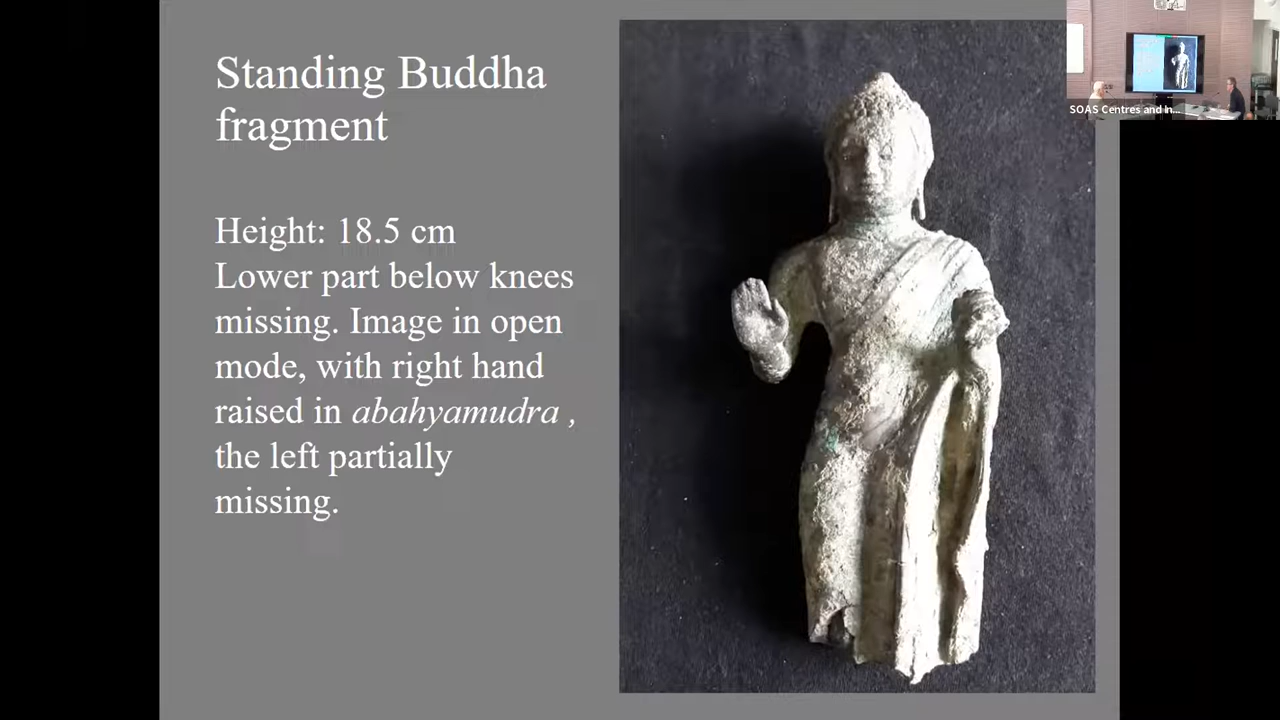 Standing Buddha
fragment
Height: 18.5 cm
Lower part below knees
missing. Image in open
mode, with right hand
raised in abahyamudra ,
the left partially
missing.
SOAS Centres and In...